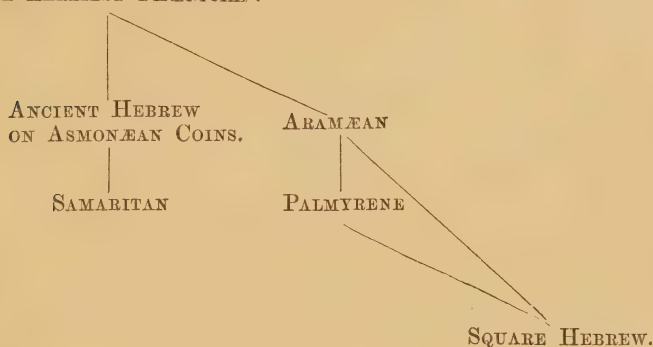 ANCIENT HEBREW
ON ASMONÆAN COINS.
ARAMÆAN
SAMARITAN
PALMYRENE
SQUARE HEBREW.